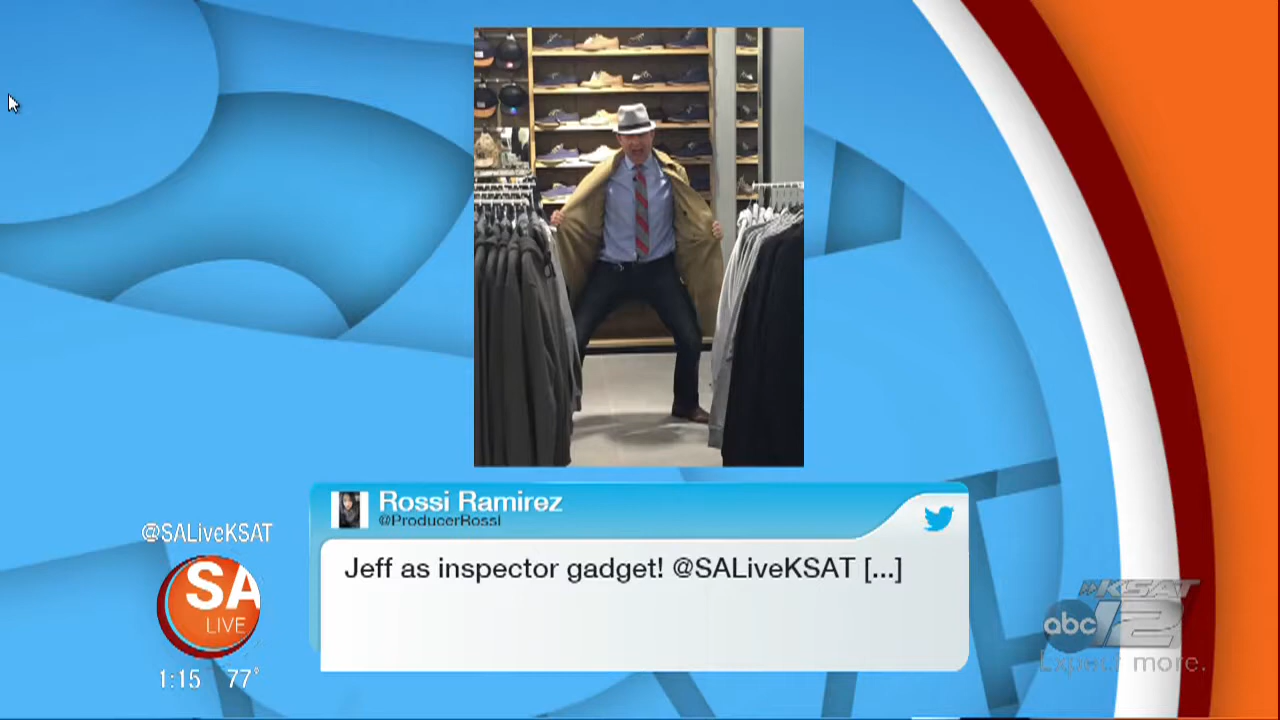 Rossi Ramirez
@ProducerRossi
Jeff as inspector gadget! @SALiveKSAT [...]
@SALiveKSAT
SA
LIVE
1:15 77°
KSAT
abc 12
Expect more.